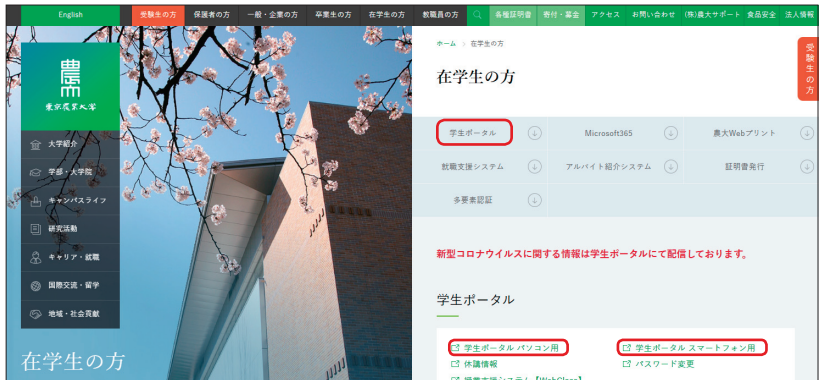 English
受験生の方 保護者の方 一般・企業の方 卒業生の方 在学生の方 教職員の方 各種証明書 寄付・募金 アクセス お問い合わせ (株)農大サポート 食品安全 法人情報
東京農業大学
大学紹介
学部・大学院
キャンパスライフ
研究活動
キャリア・就職
国際交流・留学
地域・社会貢献
在学生の方
ホーム > 在学生の方
在学生の方
受験生の方
学生ポータル Microsoft365 農大Webプリント
就職支援システム アルバイト紹介システム 証明書発行
多要素認証
新型コロナウイルスに関する情報は学生ポータルにて配信しております。
学生ポータル
学生ポータル パソコン用 学生ポータル スマートフォン用
休講情報 パスワード変更
授業支援システム【WebClass】